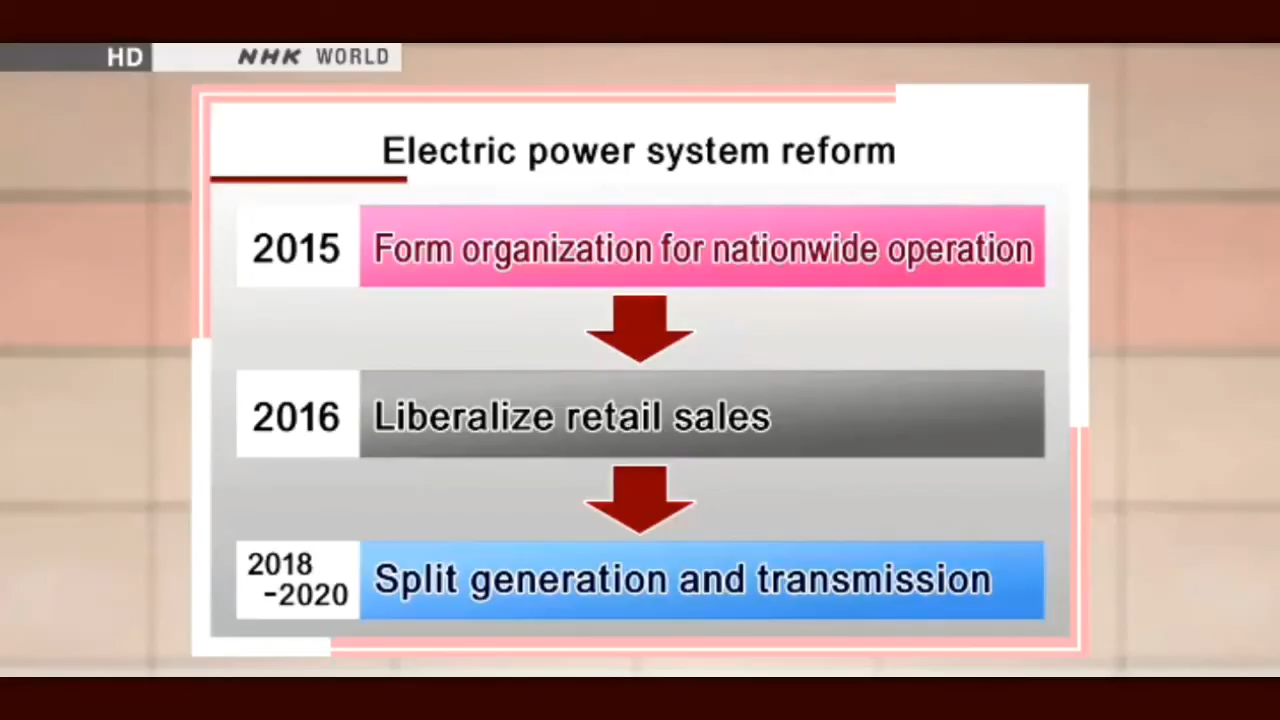 HD
NHK WORLD
Electric power system reform
2015
Form organization for nationwide operation
2016
Liberalize retail sales
2018
-2020
Split generation and transmission